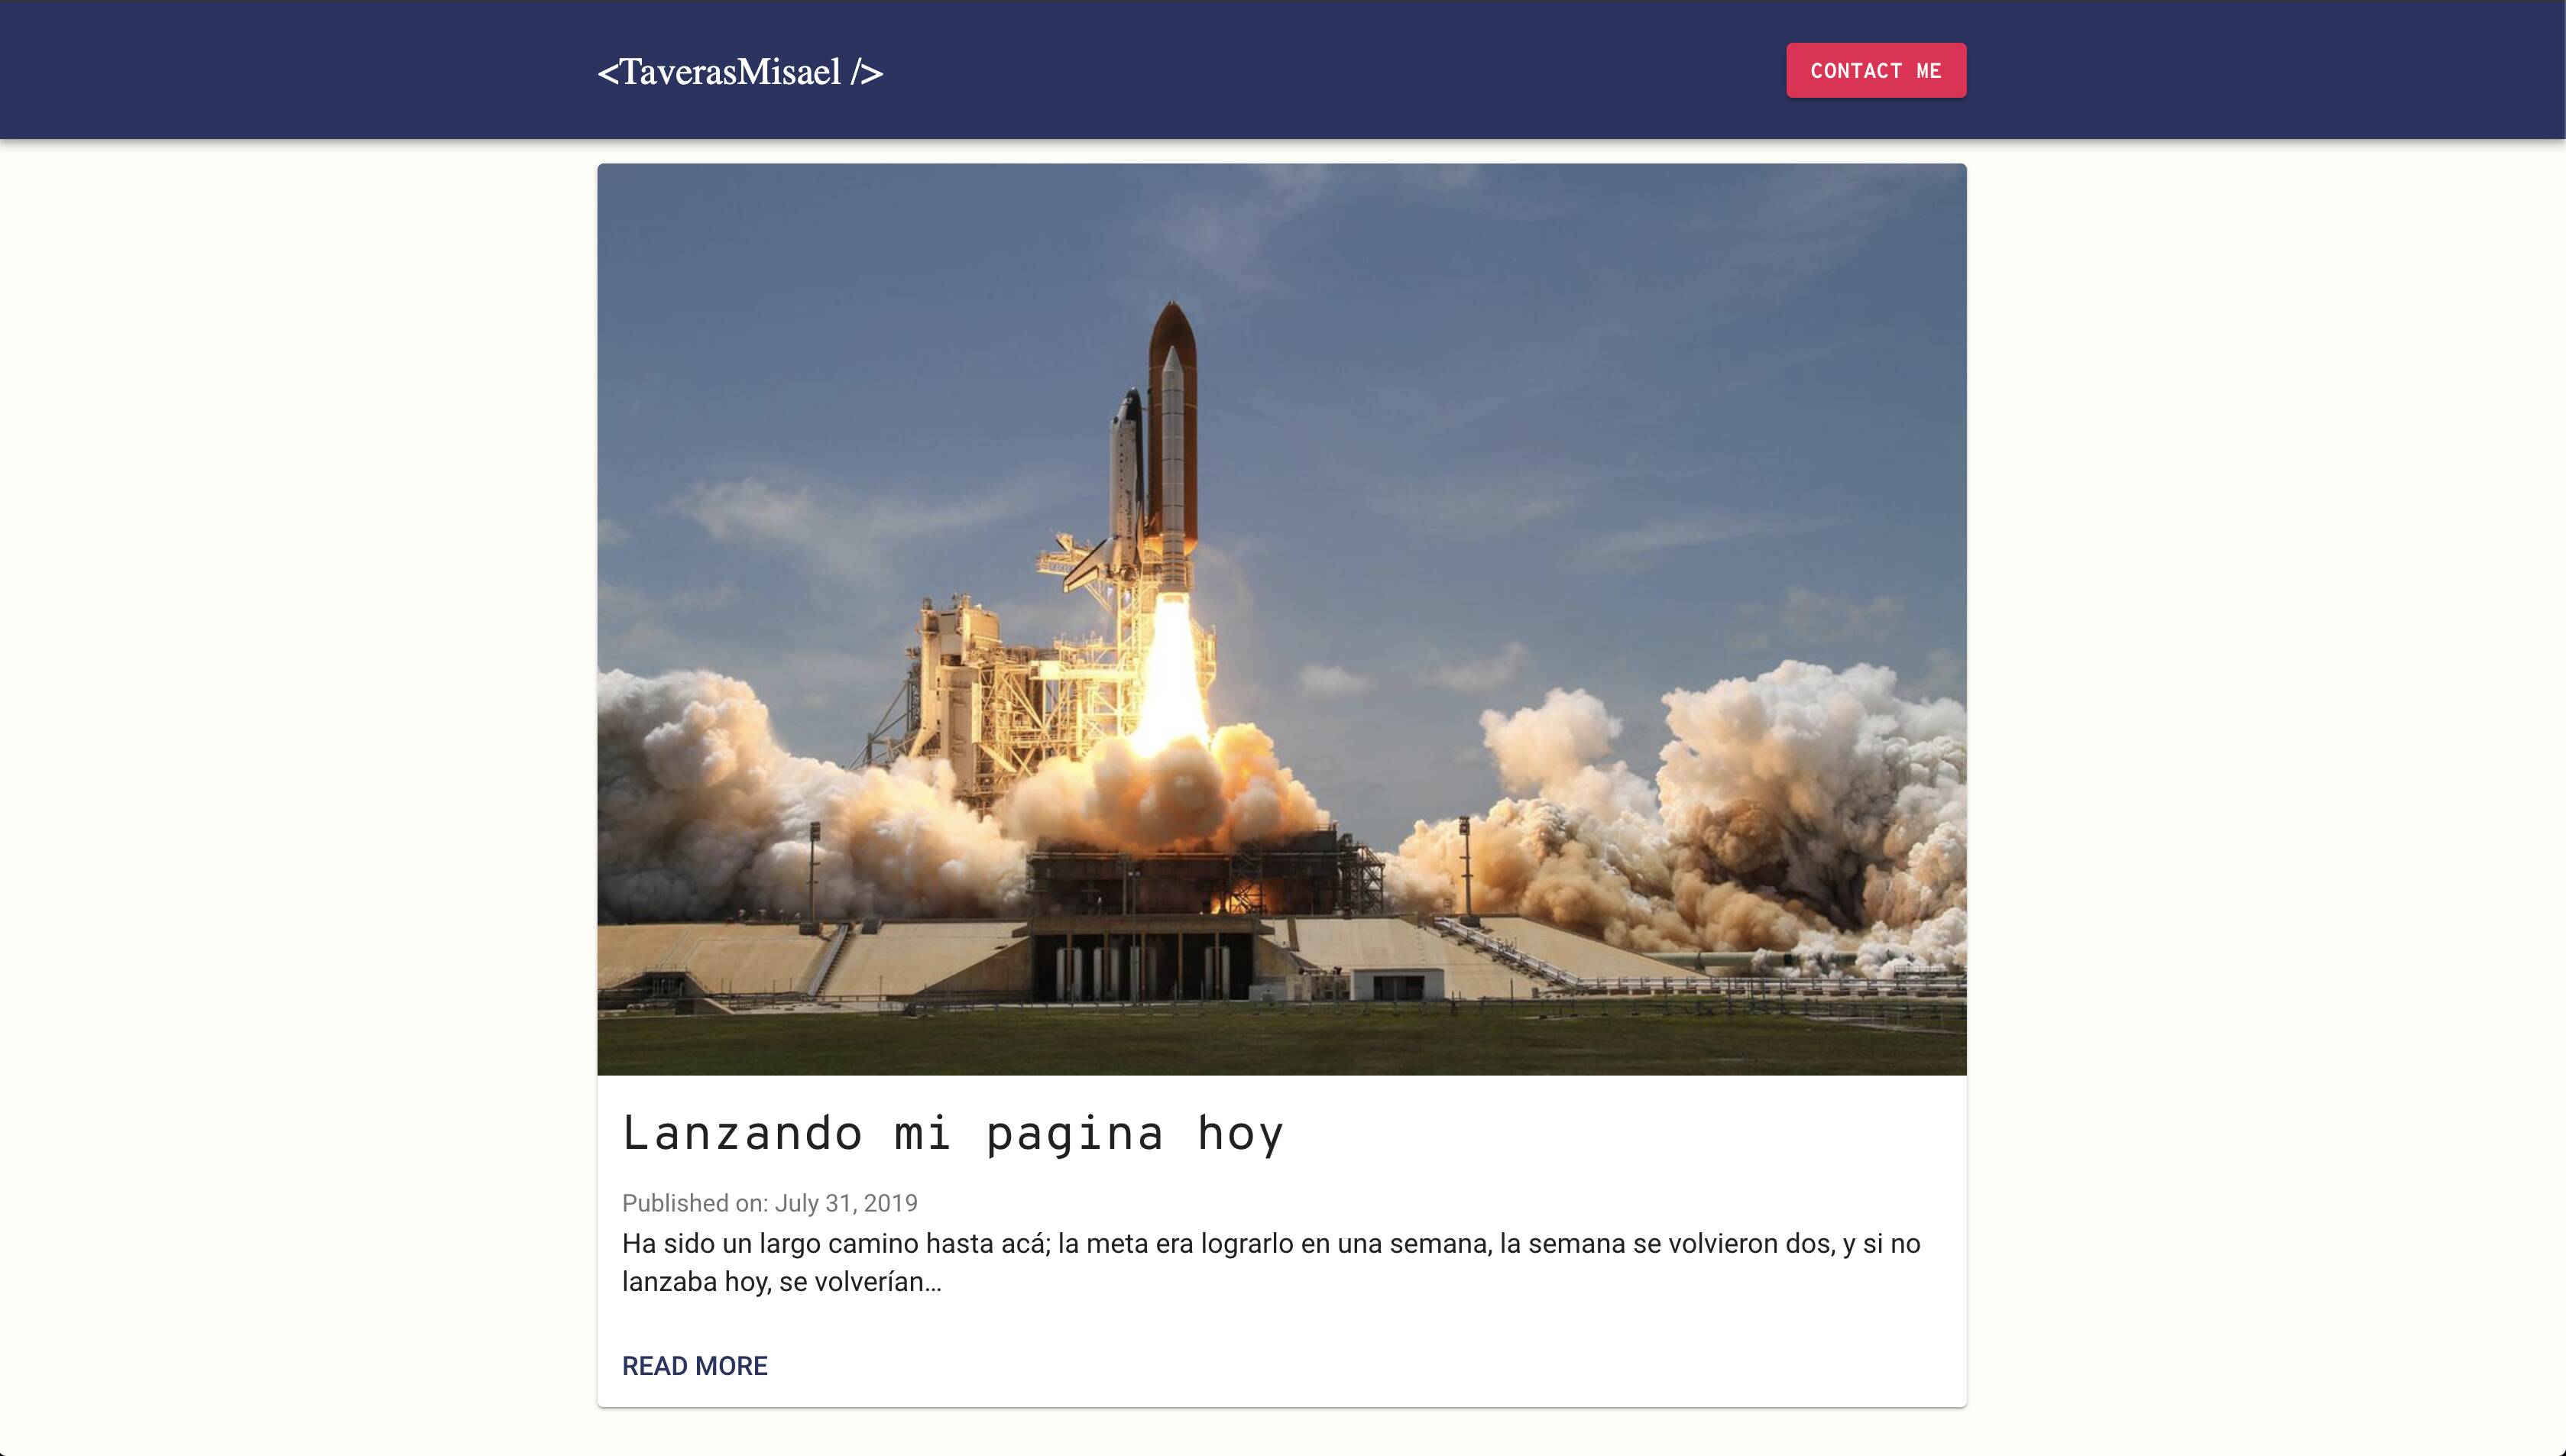 <TaverasMisael />
CONTACT ME
Lanzando mi pagina hoy
Published on: July 31, 2019
Ha sido un largo camino hasta acá; la meta era lograrlo en una semana, la semana se volvieron dos, y si no
lanzaba hoy, se volverían…
READ MORE